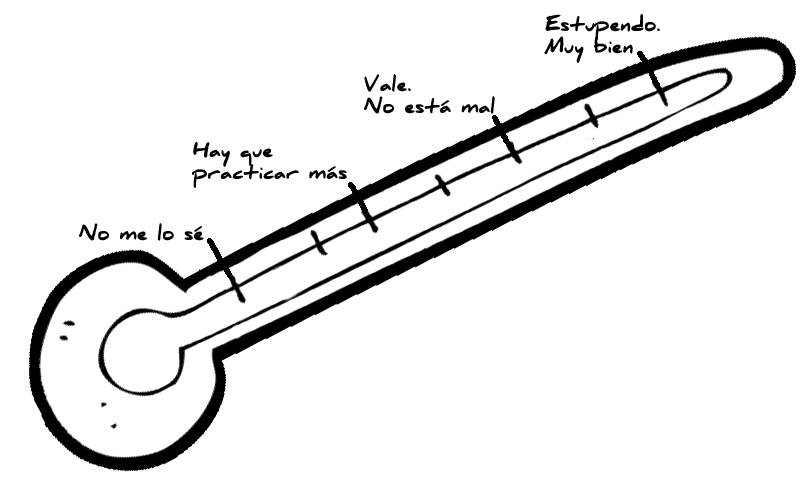 Estupendo.
Muy bien
Vale.
No está mal
Hay que
practicar más
No me lo sé